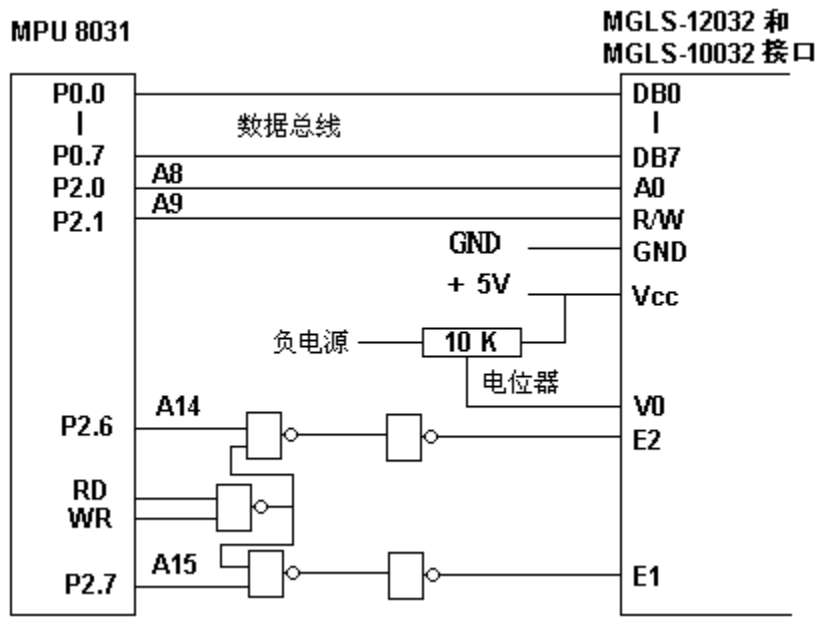 MPU 8031
MGLS-12032 和
MGLS-10032 接口
P0.0
DB0
数据总线
P0.7
DB7
A8
P2.0
A0
A9
P2.1
R/W
GND
GND
+ 5V
Vcc
负电源
10 K
电位器
V0
A14
P2.6
E2
RD
WR
A15
P2.7
E1